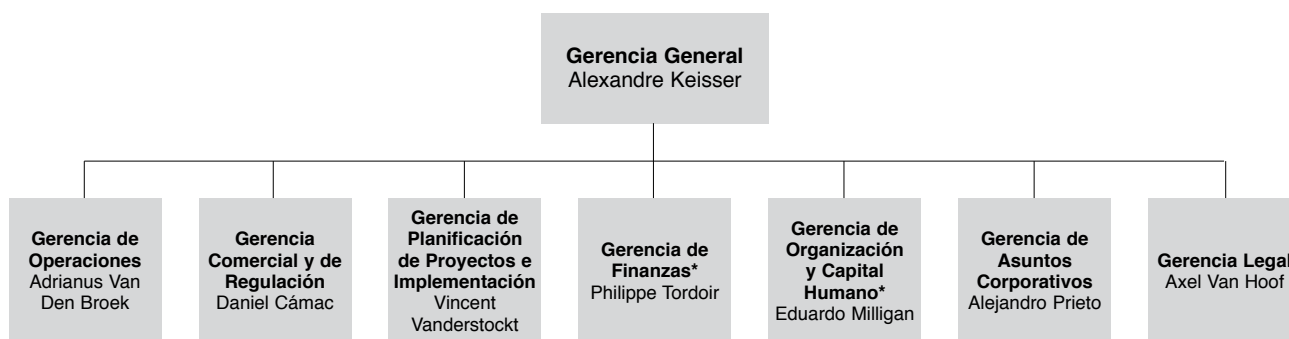 Gerencia General
Alexandre Keisser
Gerencia de
Operaciones
Adrianus Van
Den Broek
Gerencia
Comercial y de
Regulación
Daniel Cámac
Gerencia de
Planificación
de Proyectos e
Implementación
Vincent
Vanderstockt
Gerencia de
Finanzas*
Philippe Tordoir
Gerencia de
Organización
y Capital
Humano*
Eduardo Milligan
Gerencia de
Asuntos
Corporativos
Alejandro Prieto
Gerencia Legal
Axel Van Hoof